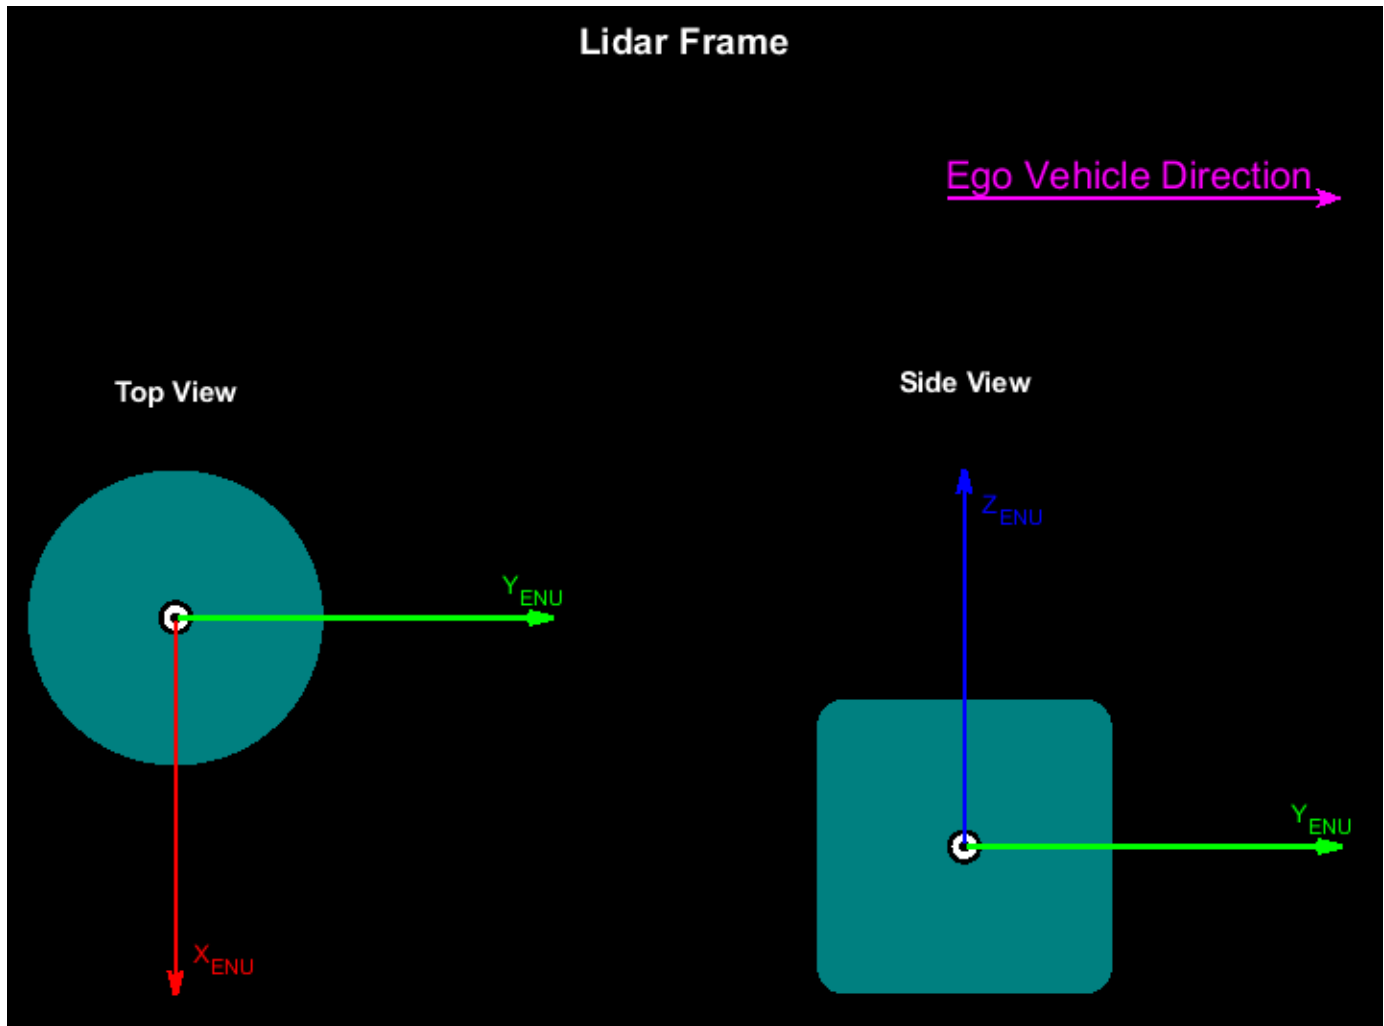 Lidar Frame
Ego Vehicle Direction
Top View
Side View
Z_ENU
Y_ENU
Y_ENU
X_ENU